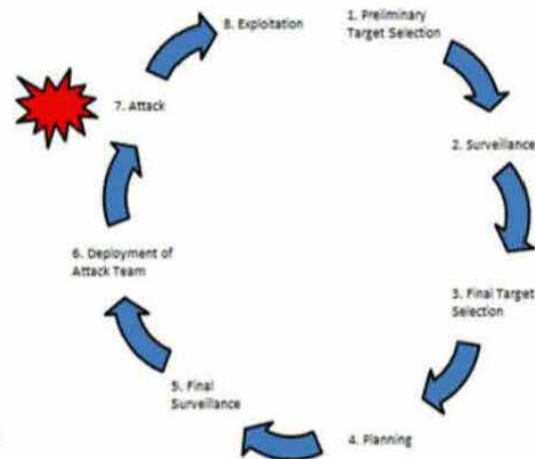 8. Exploitation
1. Preliminary
Target Selection
2. Surveillance
3. Final Target
Selection
4. Planning
5. Final
Surveillance
6. Deployment of
Attack Team
7. Attack